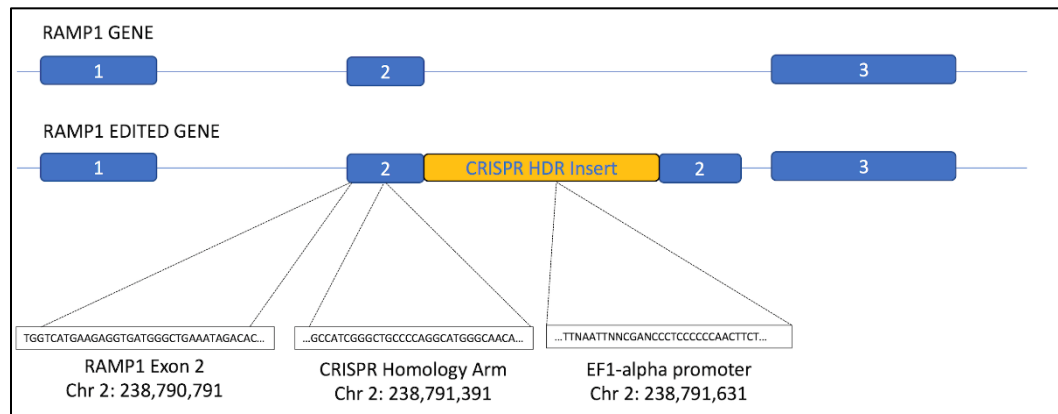 RAMP1 GENE
1 2 3
RAMP1 EDITED GENE
1 2 CRISPR HDR Insert 2 3
TGGTCATGAAGAGGTGATGGGCTGAAATAGACAC... ...GCCATCGGGCTGCCCCAGGCATGGGCAACA... ...TTNAATTNNCGANCCCTCCCCCCAACTTCT...
RAMP1 Exon 2 CRISPR Homology Arm EF1-alpha promoter
Chr 2: 238,790,791 Chr 2: 238,791,391 Chr 2: 238,791,631